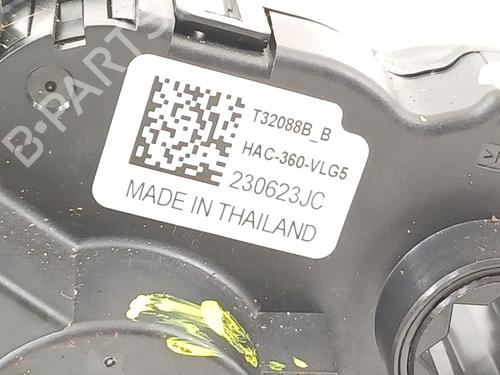 B-PARTS
T32088B_B
HAC-360-VLG5
230623JC
MADE IN THAILAND